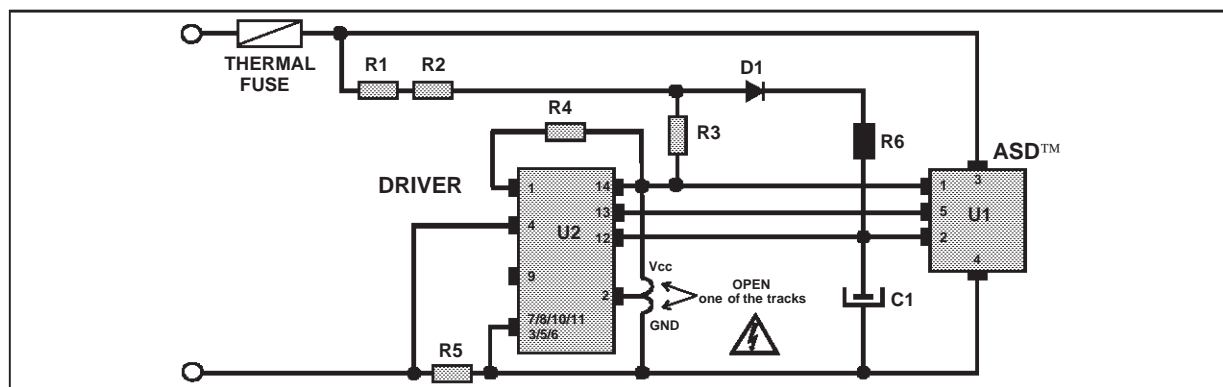 THERMAL
FUSE
R1
R2
D1
R4
R3
R6
ASD™
DRIVER
1
14
1
3
4
13
5
U1
U2
12
2
9
4
Vcc
OPEN
one of the tracks
2
C1
GND
7/8/10/11
3/5/6
R5